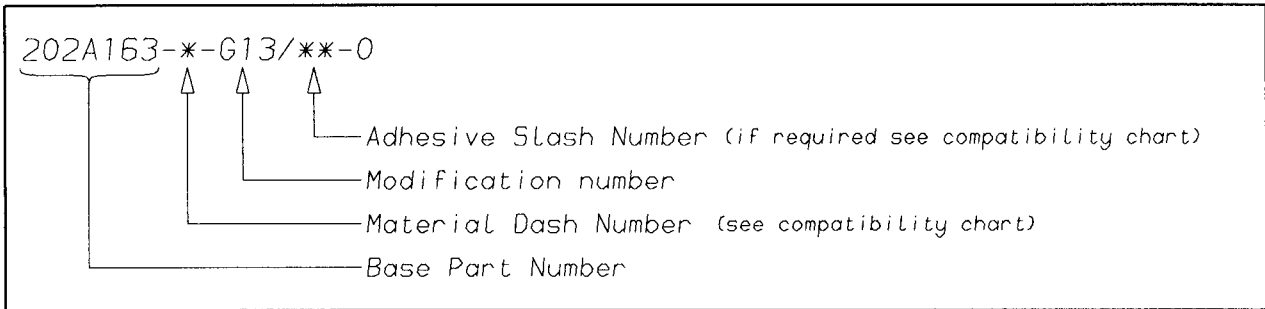 202A163-*-G13/**-0
Adhesive Slash Number (if required see compatibility chart)
Modification number
Material Dash Number (see compatibility chart)
Base Part Number